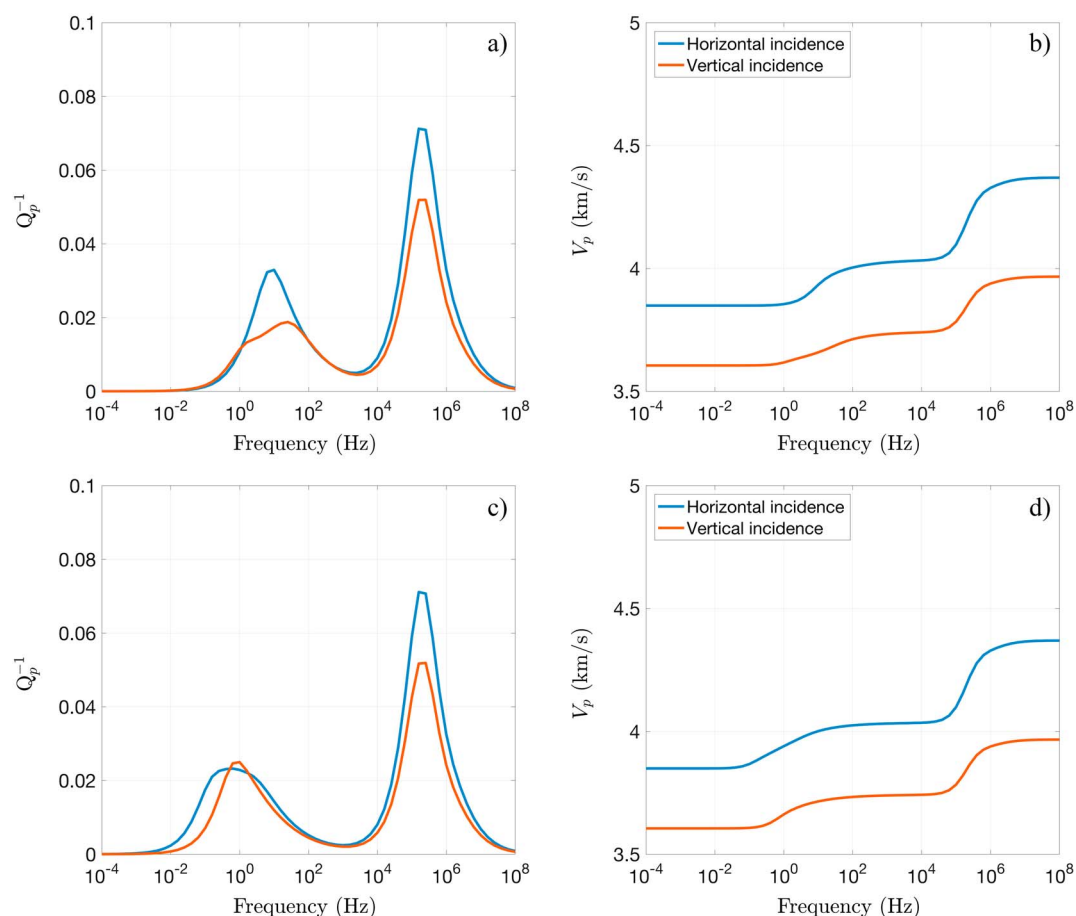 a)
0.1
0.08
0.06
0.04
0.02
0
Q_p^{-1}
10^{-4} 10^{-2} 10^0 10^2 10^4 10^6 10^8
Frequency (Hz)
b)
Horizontal incidence
Vertical incidence
5
4.5
4
3.5
V_p (km/s)
10^{-4} 10^{-2} 10^0 10^2 10^4 10^6 10^8
Frequency (Hz)
c)
0.1
0.08
0.06
0.04
0.02
0
Q_p^{-1}
10^{-4} 10^{-2} 10^0 10^2 10^4 10^6 10^8
Frequency (Hz)
d)
Horizontal incidence
Vertical incidence
5
4.5
4
3.5
V_p (km/s)
10^{-4} 10^{-2} 10^0 10^2 10^4 10^6 10^8
Frequency (Hz)